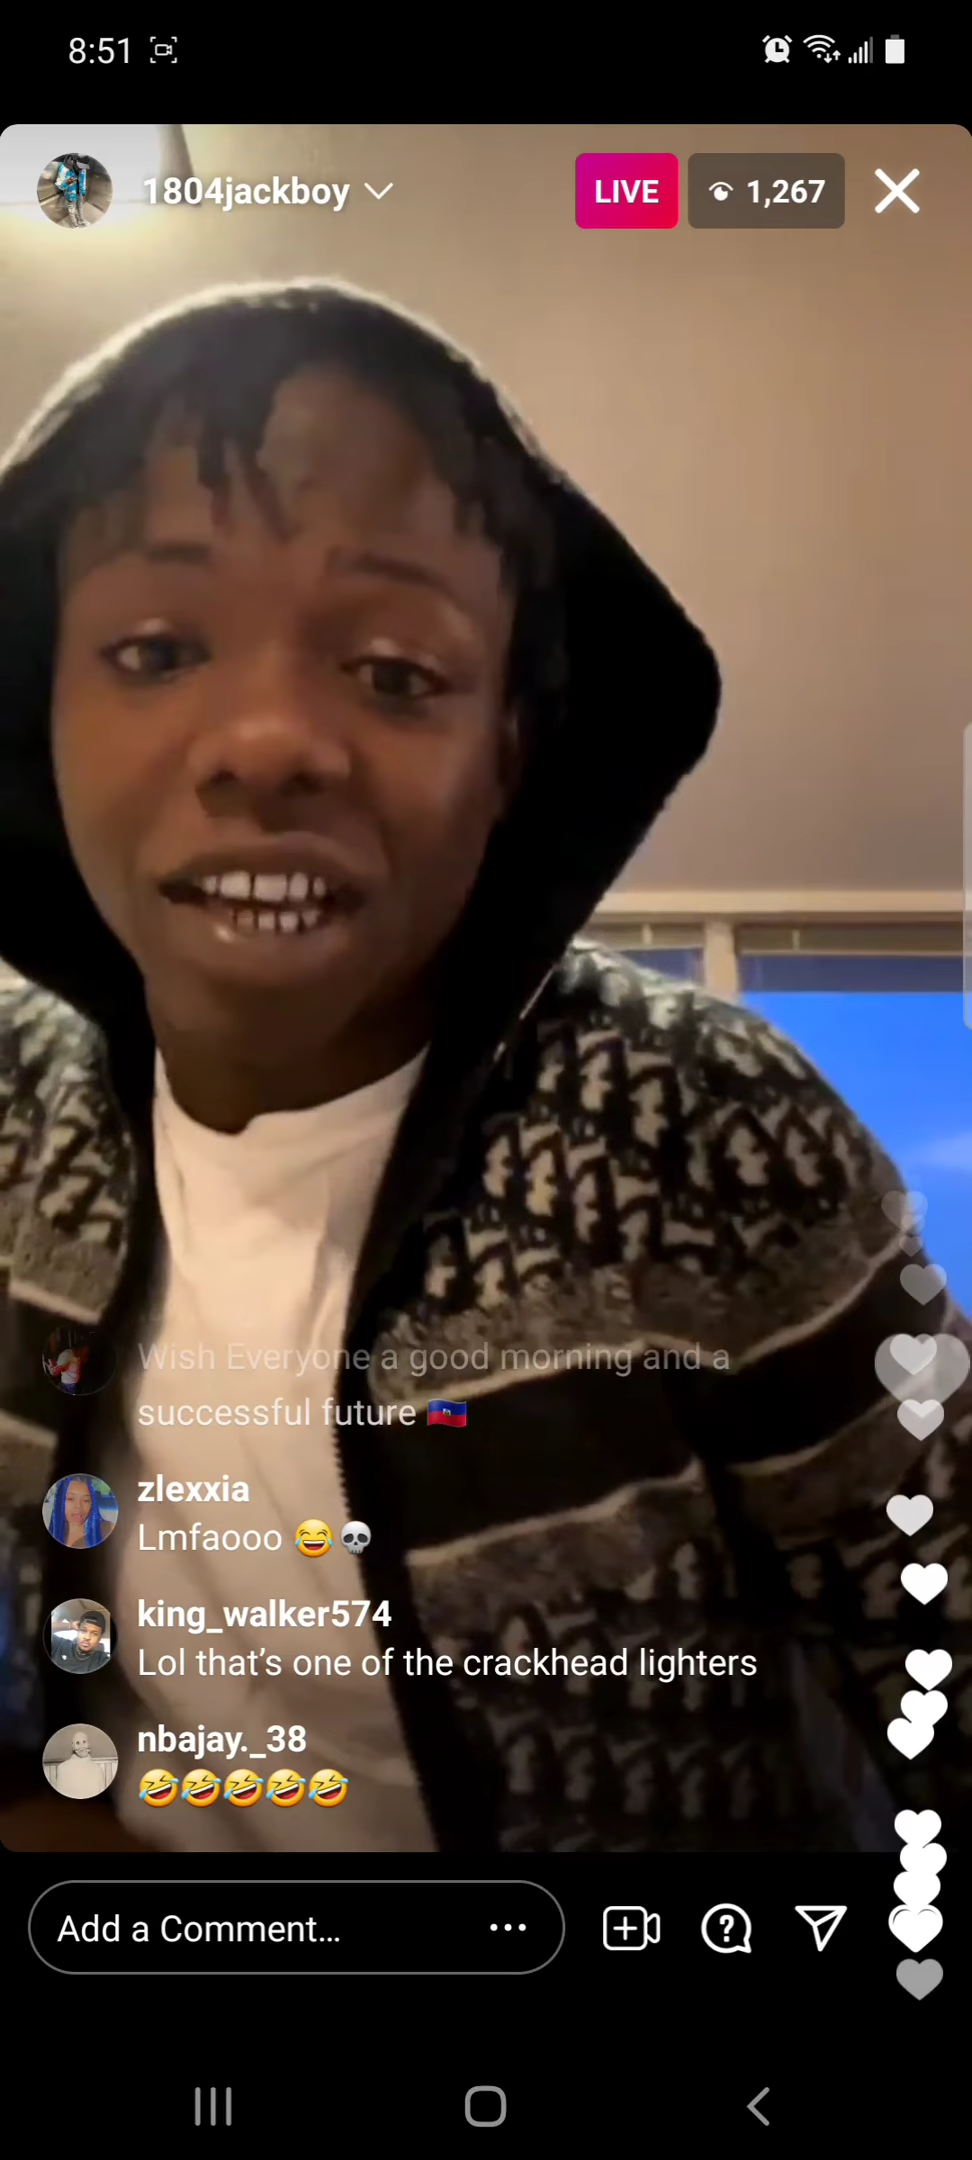 8:51
1804jackboy
LIVE
1,267
Wish Everyone a good morning and a
successful future 🇭🇹
zlexxia
Lmfaooo 😂💀
king_walker574
Lol that’s one of the crackhead lighters
nbajay._38
🤣🤣🤣🤣🤣
Add a Comment...